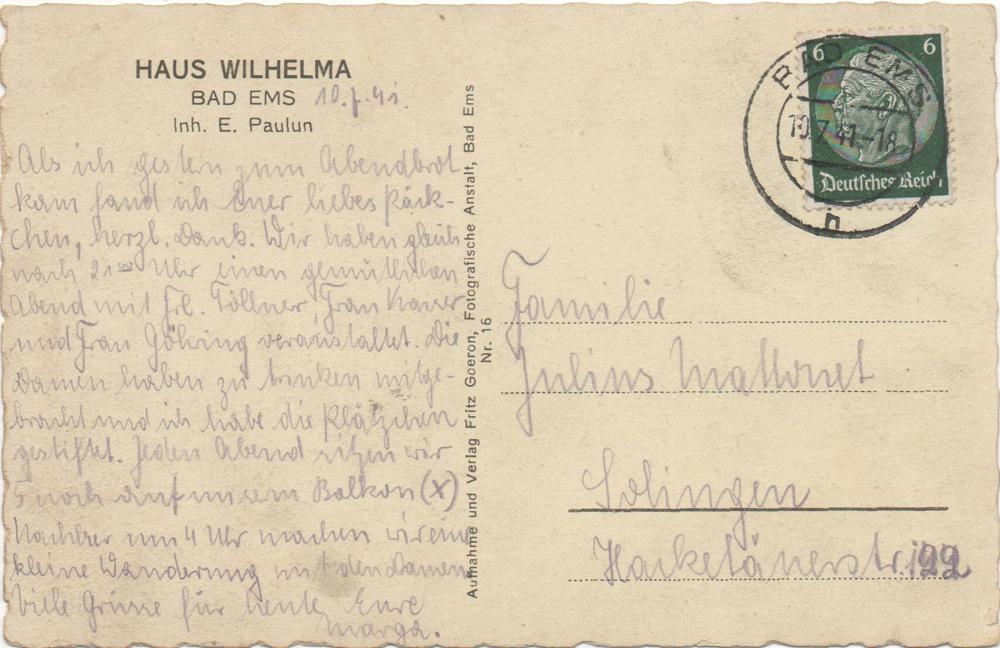 HAUS WILHELMA
BAD EMS 10.7.41.
Inh. E. Paulun
Als ich gestern zum Abendbrot
kam fand ich Euer liebes Päck-
chen, herzl. Dank. Wir haben gleich
nach 21 Uhr einen gemütlichen
Abend mit Frl. Töllner, Frau
und Frau Göhring veranstaltet. Die
Damen haben zu trinken mitge-
bracht und ich habe die Plätzchen
gestiftet. Jeden Abend sitzen wir
noch auf unserem Balkon (X)
um 4 Uhr machen wir eine
kleine Wanderung mit den Damen
Viele Grüsse für heute, Eure
Marga.
Aufnahme und Verlag Fritz Goeron, Fotografische Anstalt, Bad Ems
Nr. 16
BAD EMS
10.7.41.-18
n
6 6
Deutsches Reich
Familie
Julius Mattonet
Solingen
122